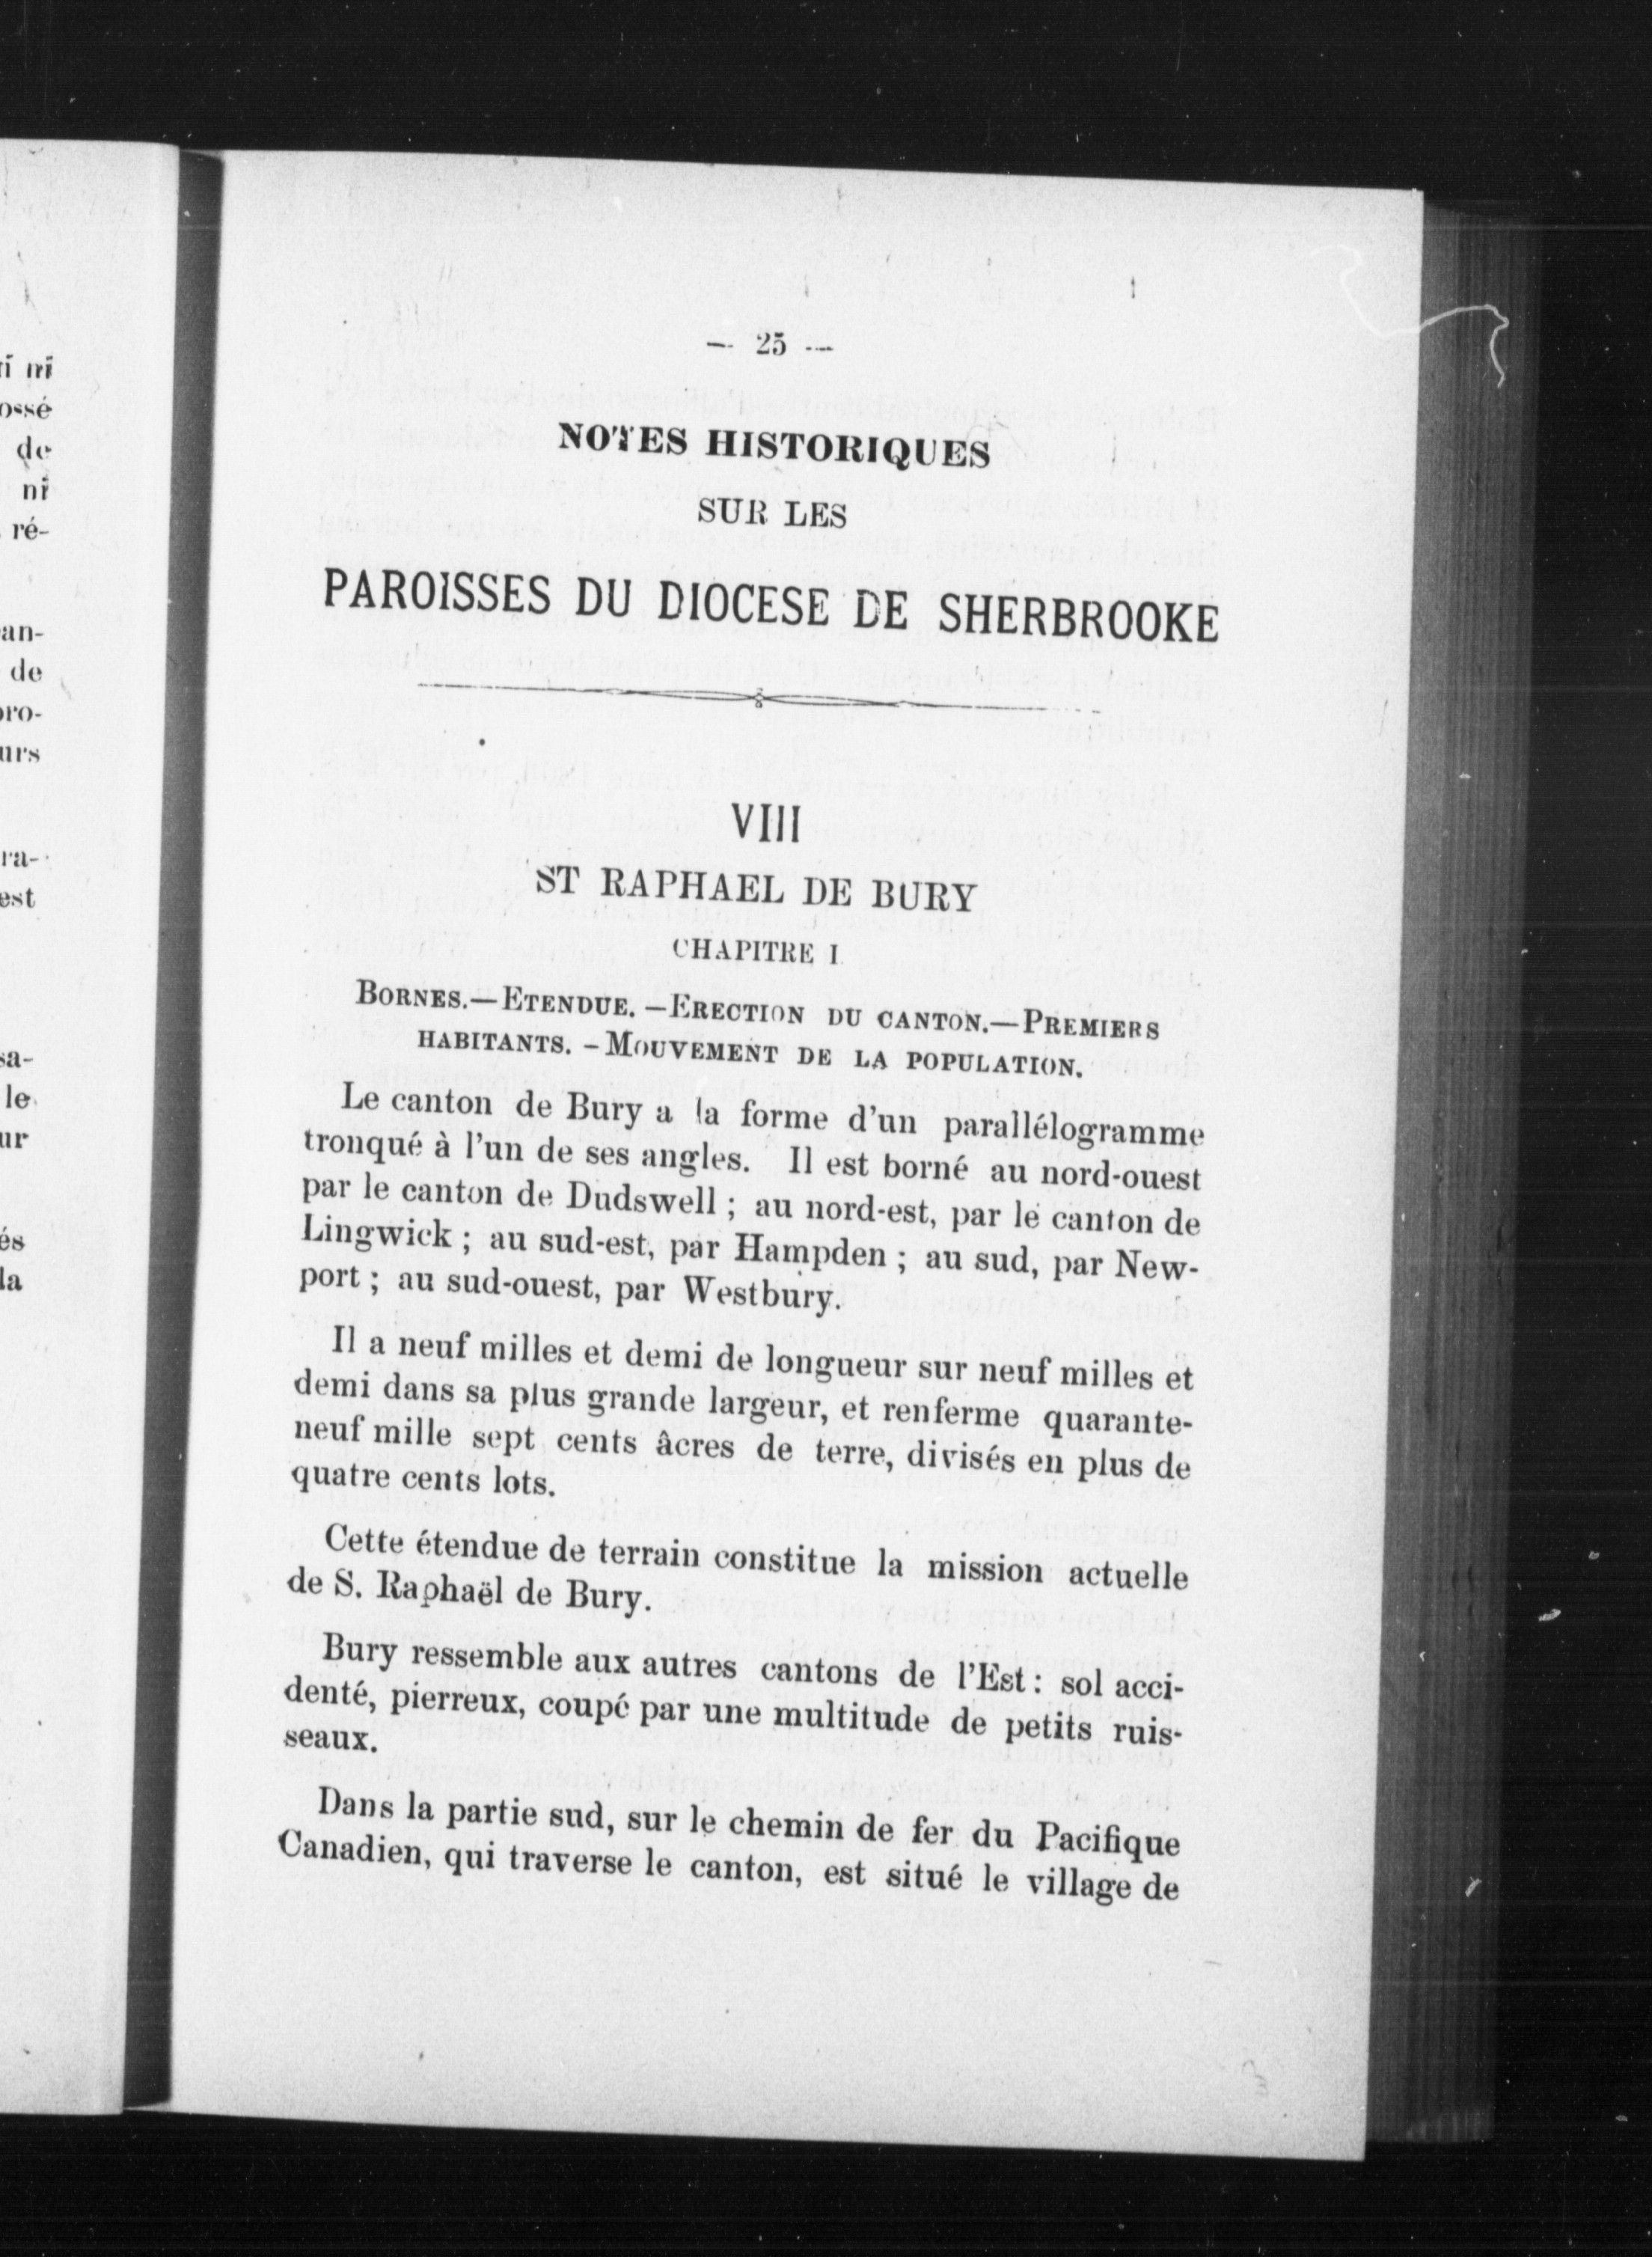 — 25 —
NOTES HISTORIQUES
SUR LES
PAROISSES DU DIOCESE DE SHERBROOKE
VIII
ST RAPHAEL DE BURY
CHAPITRE I
BORNES.—ETENDUE.—ERECTION DU CANTON.—PREMIERS
HABITANTS.—MOUVEMENT DE LA POPULATION.
Le canton de Bury a la forme d'un parallélogramme
tronqué à l'un de ses angles. Il est borné au nord-ouest
par le canton de Dudswell ; au nord-est, par le canton de
Lingwick ; au sud-est, par Hampden ; au sud, par New-
port ; au sud-ouest, par Westbury.
Il a neuf milles et demi de longueur sur neuf milles et
demi dans sa plus grande largeur, et renferme quarante-
neuf mille sept cents âcres de terre, divisés en plus de
quatre cents lots.
Cette étendue de terrain constitue la mission actuelle
de S. Raphaël de Bury.
Bury ressemble aux autres cantons de l'Est : sol acci-
denté, pierreux, coupé par une multitude de petits ruis-
seaux.
Dans la partie sud, sur le chemin de fer du Pacifique
Canadien, qui traverse le canton, est situé le village de